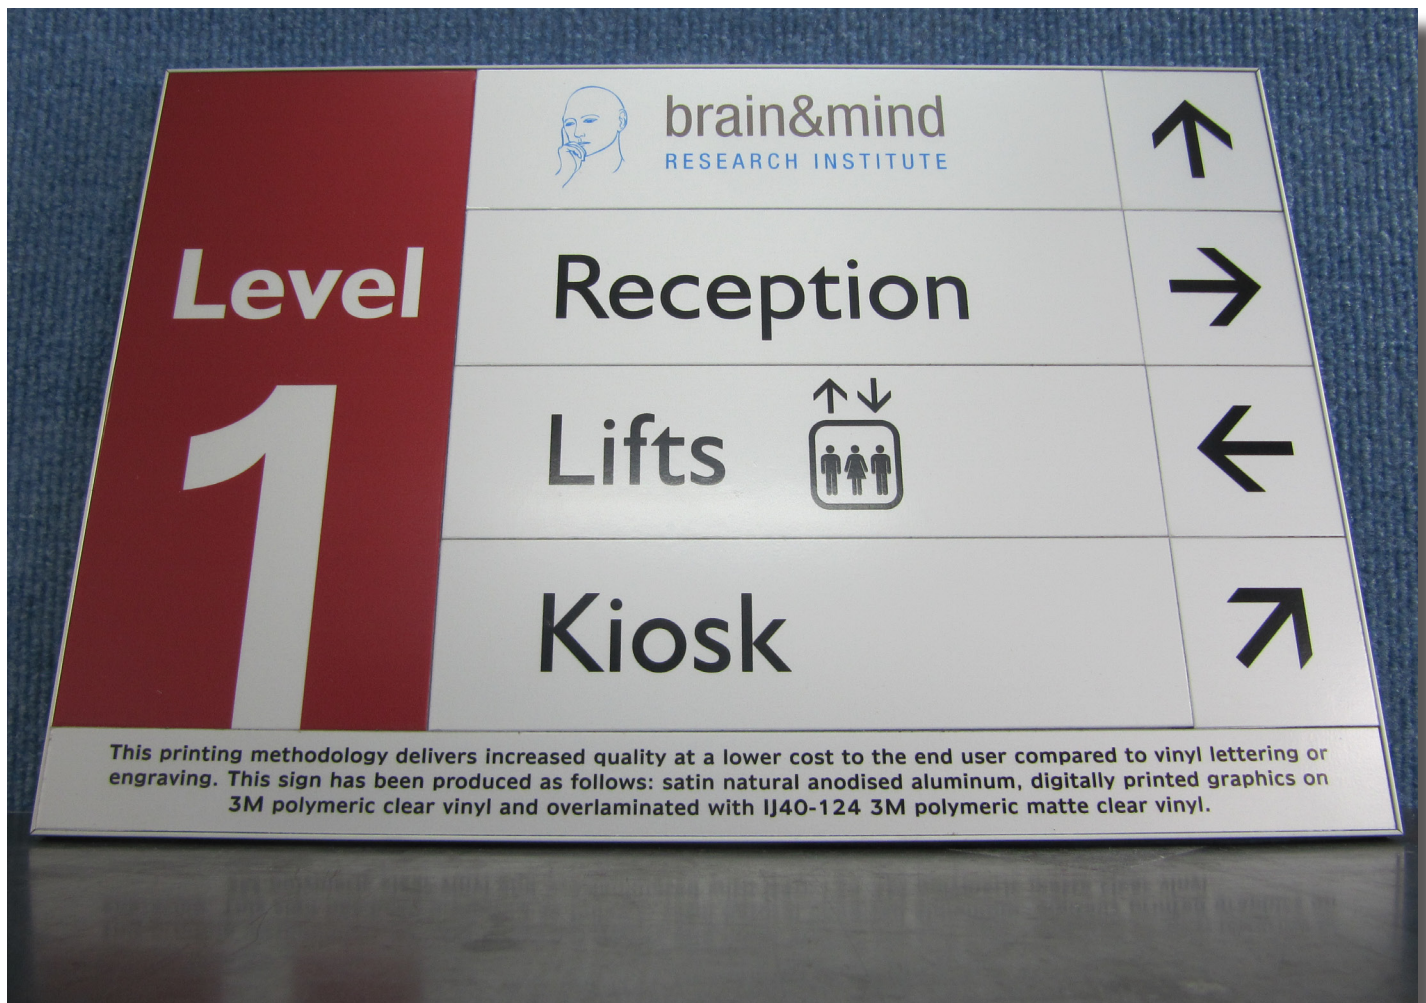 brain&mind
RESEARCH INSTITUTE
Level
1
Reception
Lifts
Kiosk
This printing methodology delivers increased quality at a lower cost to the end user compared to vinyl lettering or
engraving. This sign has been produced as follows: satin natural anodised aluminum, digitally printed graphics on
3M polymeric clear vinyl and overlaminated with IJ40-124 3M polymeric matte clear vinyl.